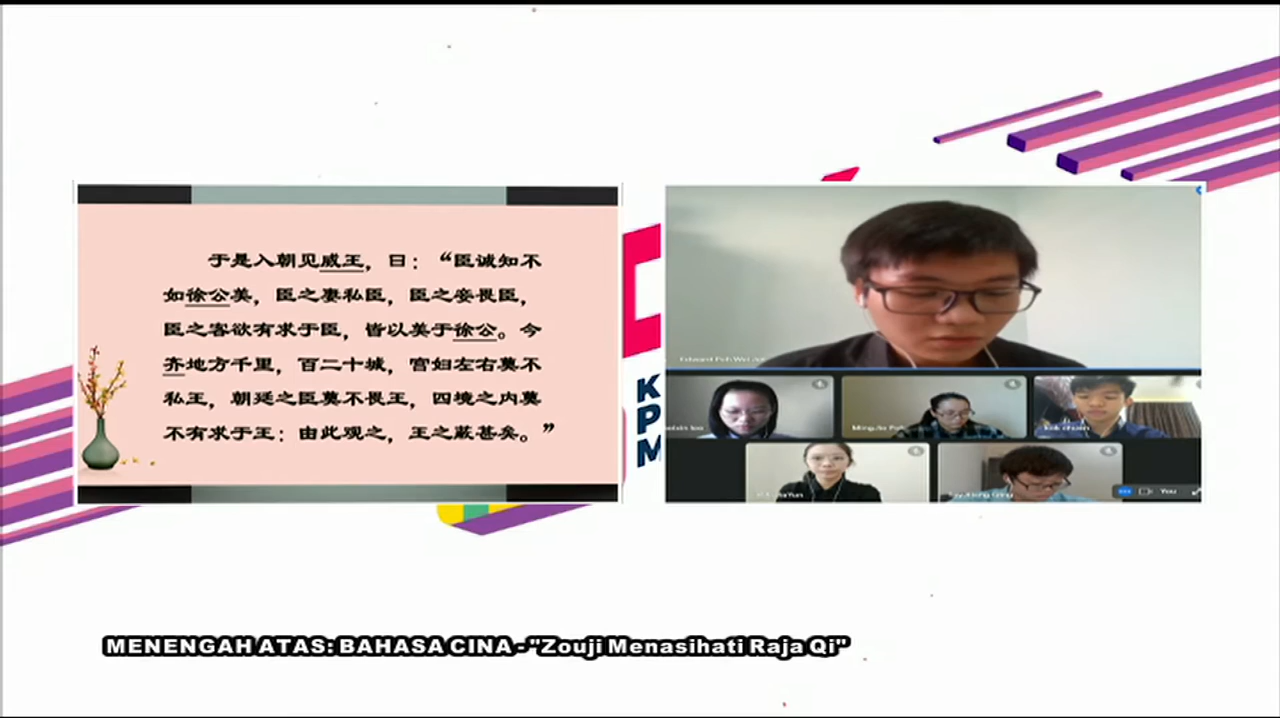 于是入朝见威王，曰：“臣诚知不
如徐公美，臣之妻私臣，臣之妾畏臣，
臣之客欲有求于臣，皆以美于徐公。今
齐地方千里，百二十城，宫妇左右莫不
私王，朝廷之臣莫不畏王，四境之内莫
不有求于王；由此观之，王之蔽甚矣。”
K
P
M
You
MENENGAH ATAS: BAHASA CINA - "Zouji Menasihati Raja Qi"